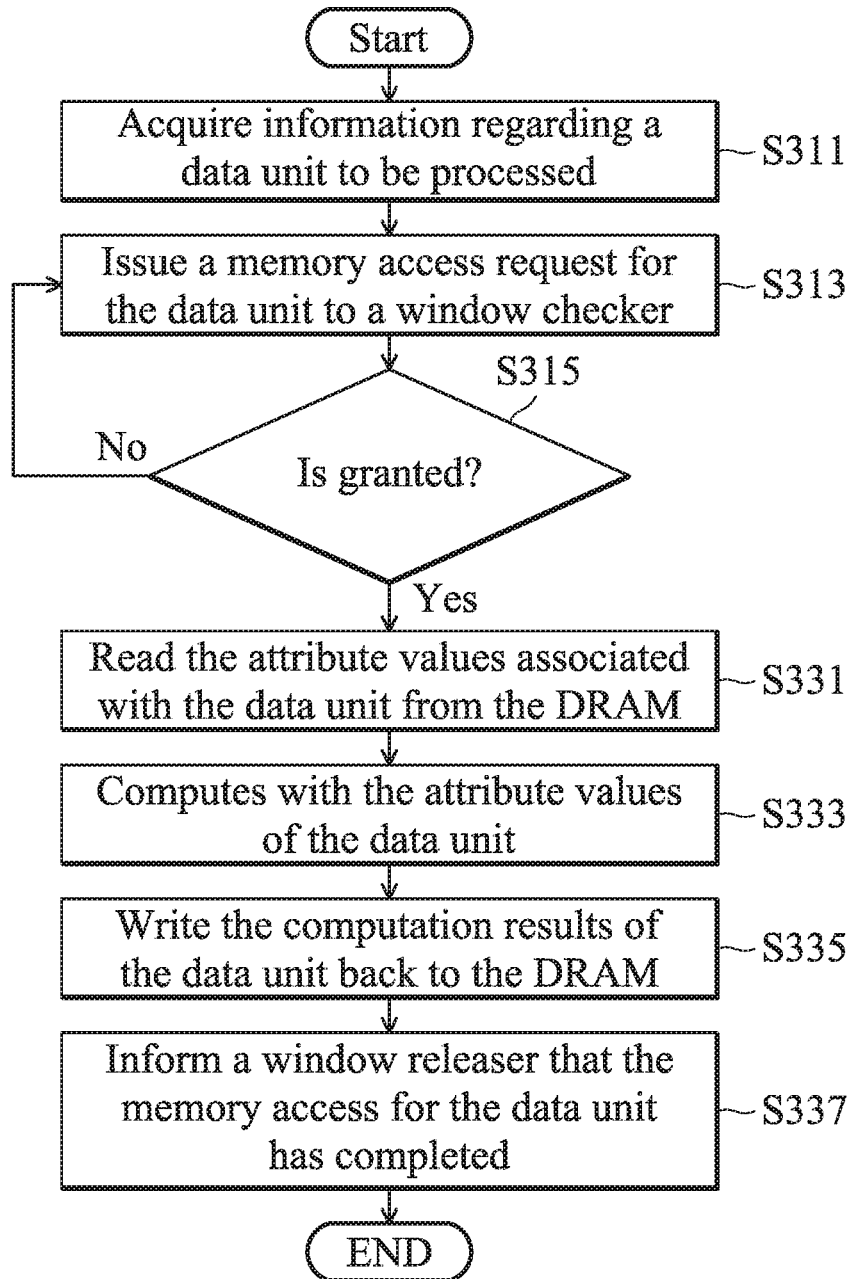 Start
Acquire information regarding a
data unit to be processed
S311
Issue a memory access request for
the data unit to a window checker
S313
S315
No
Is granted?
Yes
Read the attribute values associated
with the data unit from the DRAM
S331
Computes with the attribute values
of the data unit
S333
Write the computation results of
the data unit back to the DRAM
S335
Inform a window releaser that the
memory access for the data unit
has completed
S337
END